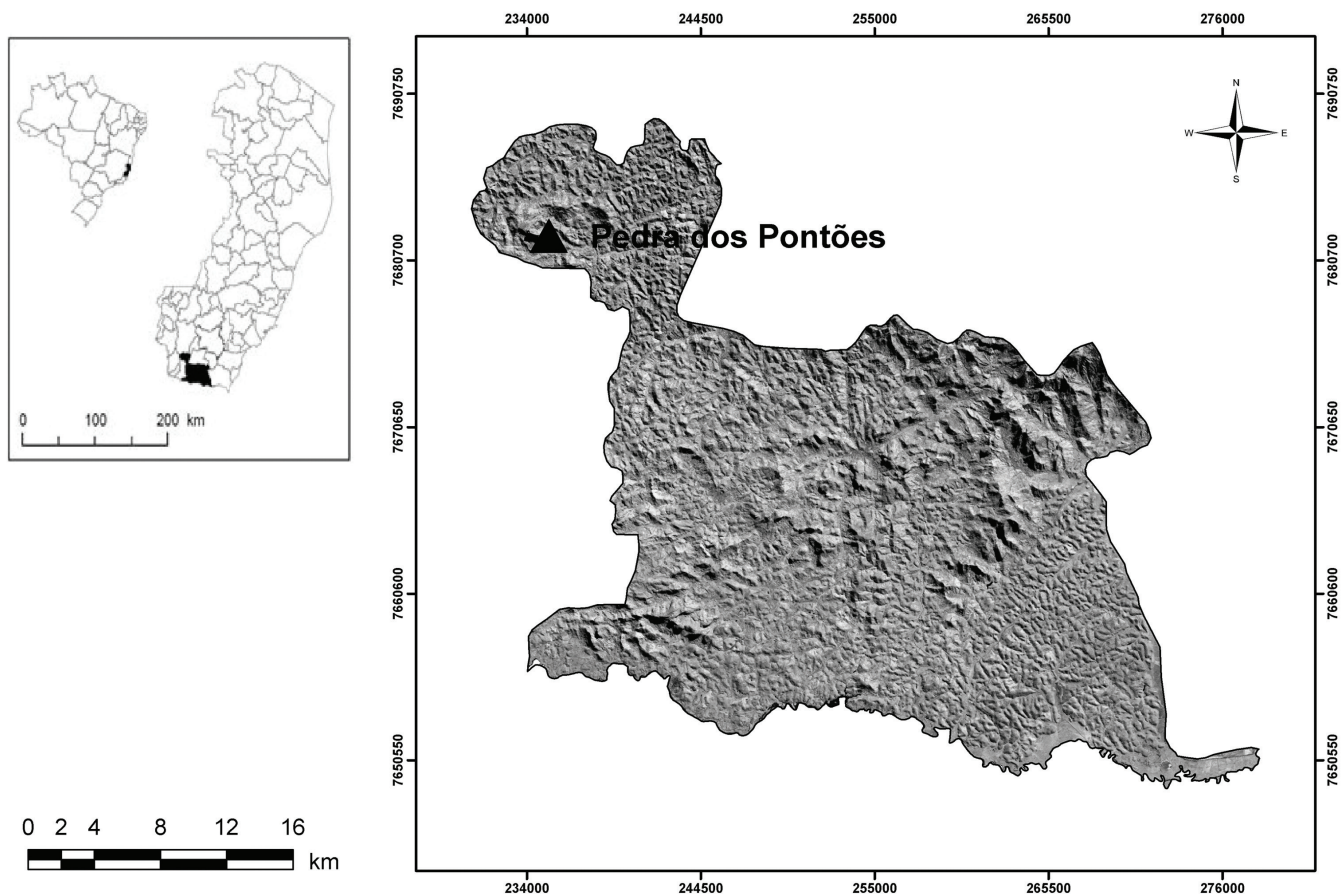 234000 244500 255000 265500 276000
7690750 7690750
N
W E
S
Pedra dos Pontões
7680700 7680700
0 100 200 km
7670650 7670650
7660600 7660600
7650550 7650550
0 2 4 8 12 16
km
234000 244500 255000 265500 276000